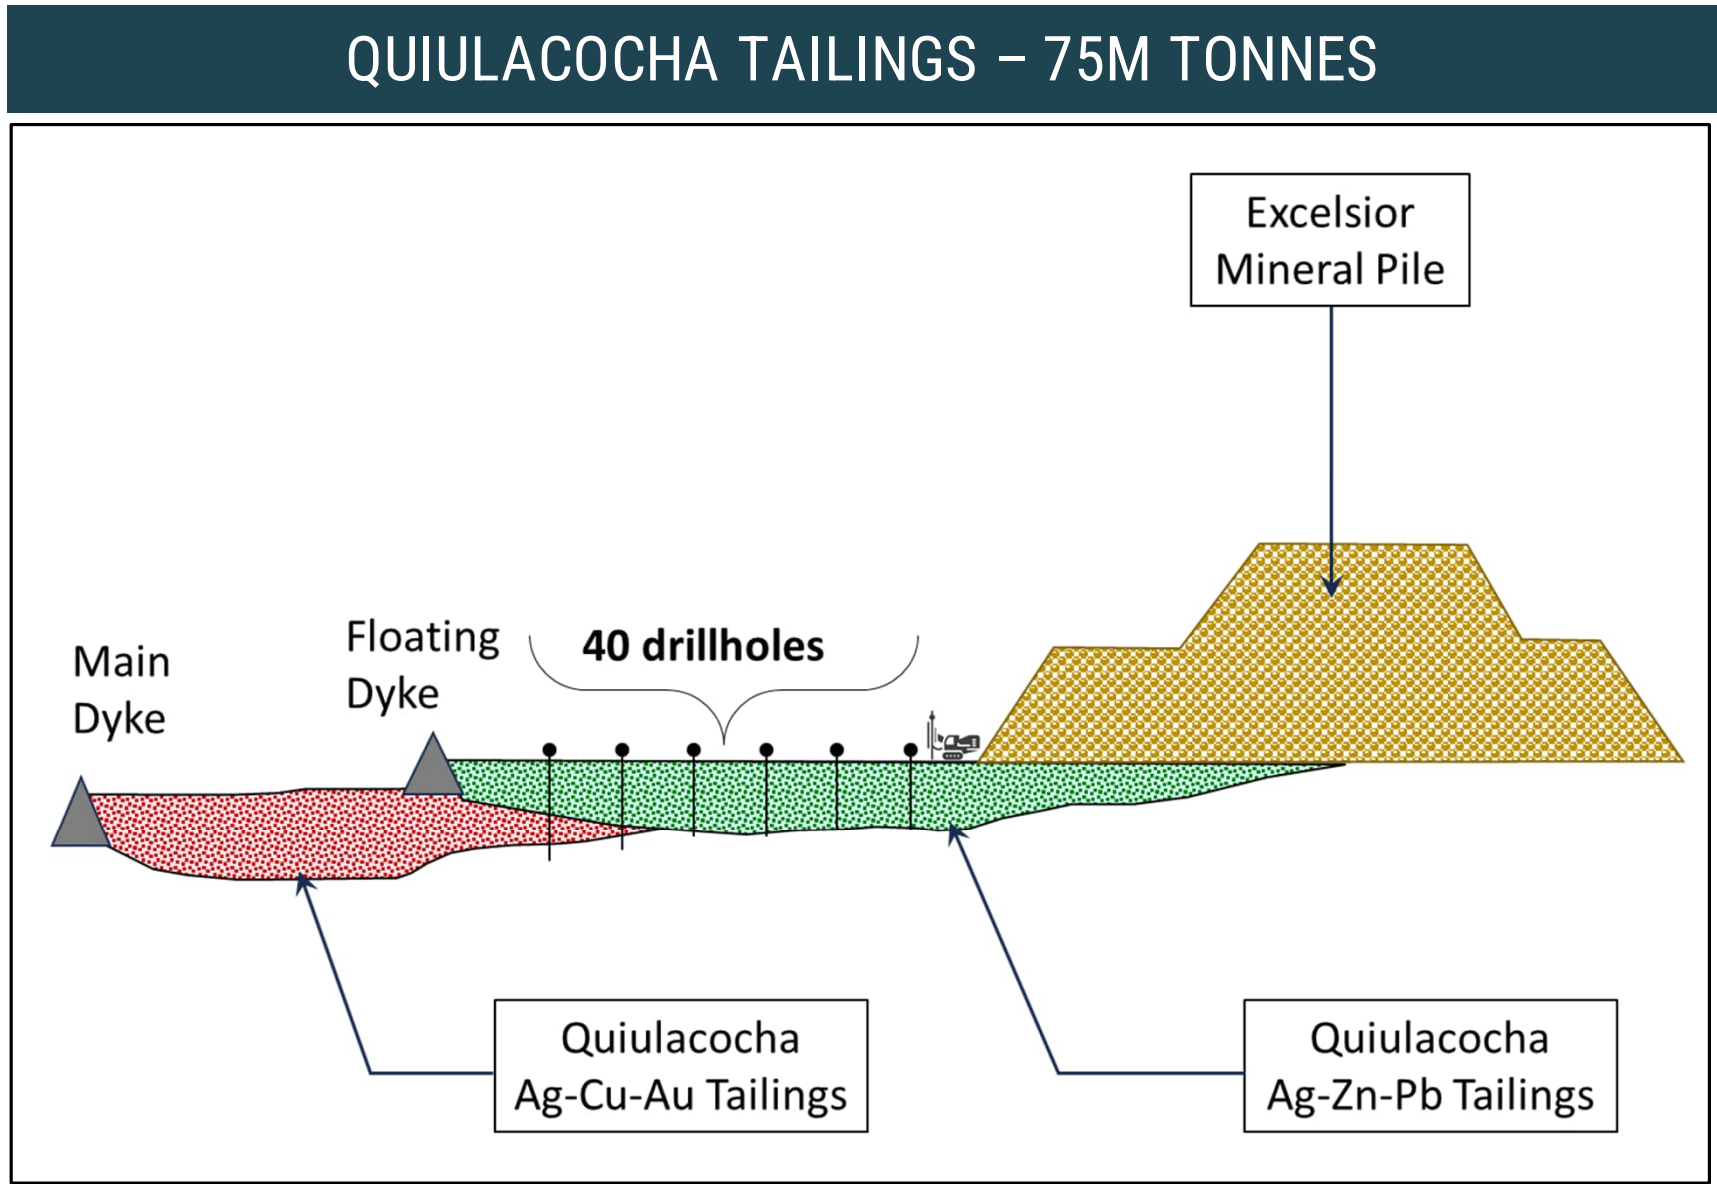 QUIULACOCHA TAILINGS – 75M TONNES
Excelsior
Mineral Pile
Main
Dyke
Floating
Dyke
40 drillholes
Quiulacocha
Ag-Cu-Au Tailings
Quiulacocha
Ag-Zn-Pb Tailings